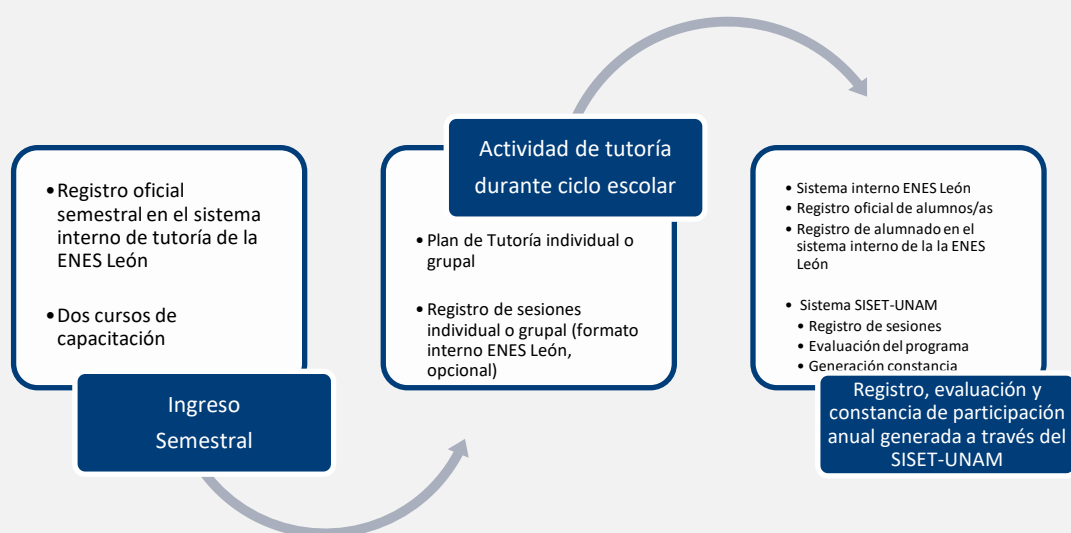 •Registro oficial
semestral en el sistema
interno de tutoría de la
ENES León
•Dos cursos de
capacitación
Ingreso
Semestral
Actividad de tutoría
durante ciclo escolar
• Plan de Tutoría individual o
grupal
• Registro de sesiones
individual o grupal (formato
interno ENES León,
opcional)
• Sistema interno ENES León
• Registro oficial de alumnos/as
• Registro de alumnado en el
sistema interno de la la ENES
León
• Sistema SISET-UNAM
• Registro de sesiones
• Evaluación del programa
• Generación constancia
Registro, evaluación y
constancia de participación
anual generada a través del
SISET-UNAM